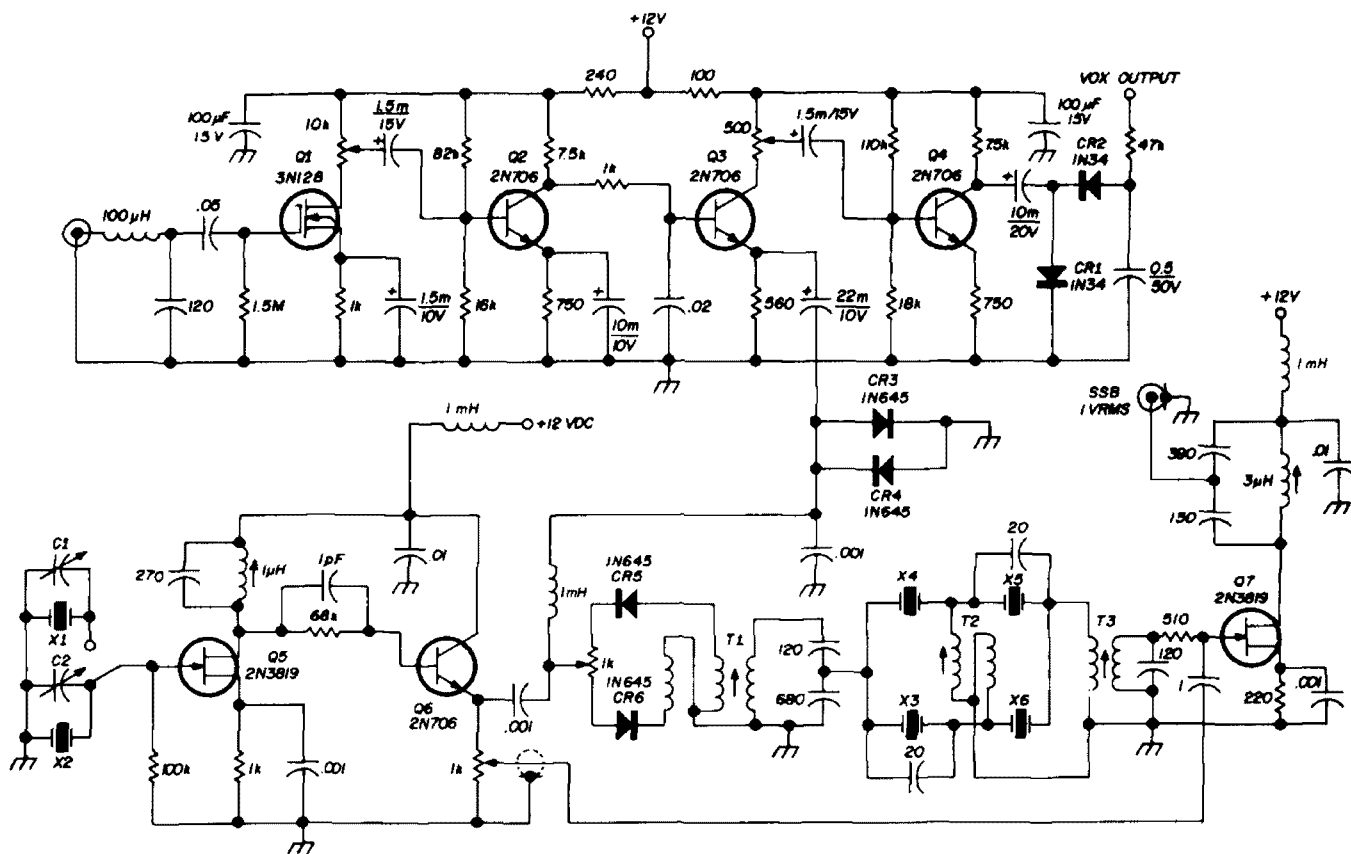 +12V
240
100
VOX OUTPUT
100µF
15V
10k
1.5m
15V
82k
7.5k
500
1.5m/15V
110k
7.5k
100µF
15V
47k
CR2
1N34
Q1
3N128
Q2
2N706
1k
Q3
2N706
Q4
2N706
10m
20V
100µH
.05
CR1
1N34
0.5
50V
120
1.5M
1k
1.5m
10V
16k
750
10m
10V
.02
560
22m
10V
18k
750
+12V
1mH
CR3
1N645
SSB
1VRMS
1mH
+12 VDC
CR4
1N645
390
3µH
.01
130
C1
270
1µH
1pF
.01
68k
1mH
1N645
CR5
.001
20
X4
X5
Q7
2N3819
X1
C2
Q5
2N3819
T1
T2
T3
510
120
1k
120
1N645
CR6
680
X3
X6
1
220
.001
Q6
2N706
.001
X2
100k
1k
.001
1k
20